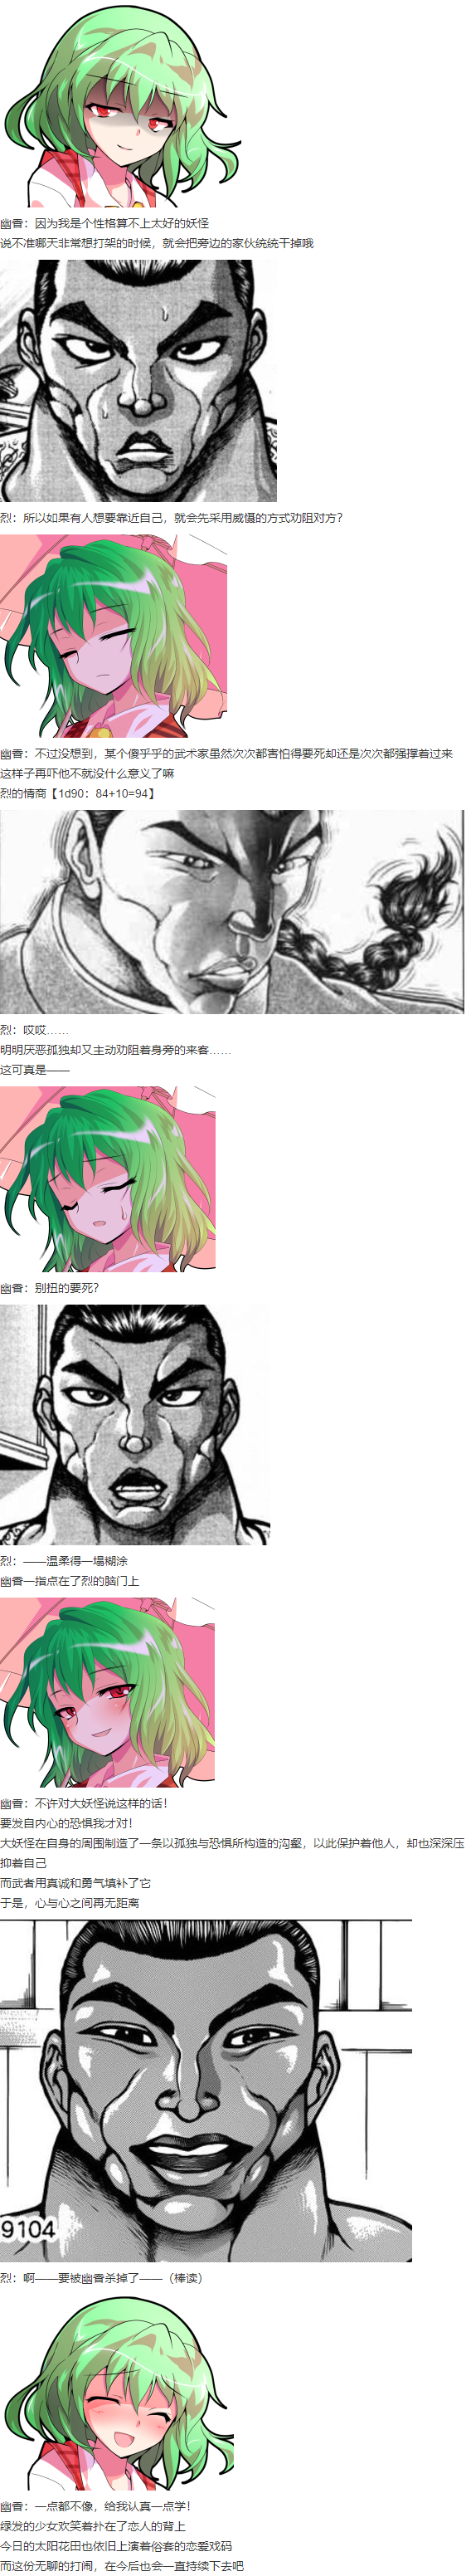 幽香：因为我是个性格算不上太好的妖怪
说不准哪天非常想打架的时候，就会把旁边的家伙统统干掉哦
烈：所以如果有人想要靠近自己，就会先采用威慑的方式劝阻对方？
幽香：不过没想到，某个傻乎乎的武术家虽然次次都害怕得要死却还是次次都强撑着过来
这样子再吓他不就没什么意义了嘛
烈的情商【1d90：84+10=94】
烈：哎哎……
明明厌恶孤独却又主动劝阻着身旁的来客……
这可真是——
幽香：别扭的要死？
烈：——温柔得一塌糊涂
幽香一指点在了烈的脑门上
幽香：不许对大妖怪说这样的话！
要发自内心的恐惧我才对！
大妖怪在自身的周围制造了一条以孤独与恐惧所构造的沟壑，以此保护着他人，却也深深压
抑着自己
而武者用真诚和勇气填补了它
于是，心与心之间再无距离
9104
烈：啊——要被幽香杀掉了——（棒读）
幽香：一点都不像，给我认真一点学！
绿发的少女欢笑着扑在了恋人的背上
今日的太阳花田也依旧上演着俗套的恋爱戏码
而这份无聊的打闹，在今后也会一直持续下去吧